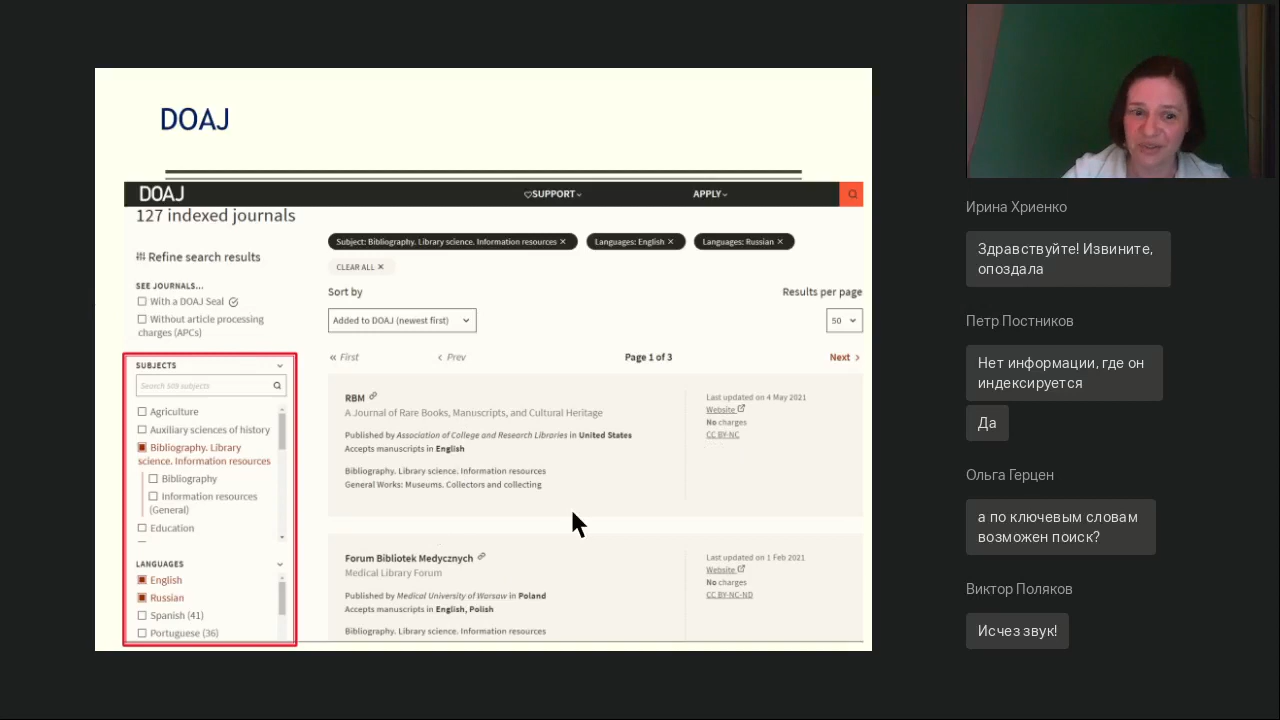 DOAJ
DOAJ
SUPPORT
APPLY
127 indexed journals
Subject: Bibliography. Library science. Information resources ×
Languages: English ×
Languages: Russian ×
CLEAR ALL ×
Refine search results
SEE JOURNALS...
With a DOAJ Seal
Without article processing
charges (APCs)
Sort by
Results per page
Added to DOAJ (newest first)
50
« First
‹ Prev
Page 1 of 3
Next ›
SUBJECTS
Search 589 subjects
Agriculture
Auxiliary sciences of history
Bibliography. Library
science. Information resources
Bibliography
Information resources
(General)
Education
LANGUAGES
English
Russian
Spanish (41)
Portuguese (36)
RBM
A Journal of Rare Books, Manuscripts, and Cultural Heritage
Published by Association of College and Research Libraries in United States
Accepts manuscripts in English
Bibliography. Library science. Information resources
General Works: Museums. Collectors and collecting
Last updated on 4 May 2021
Website
No charges
CC BY-NC
Forum Bibliotek Medycznych
Medical Library Forum
Published by Medical University of Warsaw in Poland
Accepts manuscripts in English, Polish
Bibliography. Library science. Information resources
Last updated on 1 Feb 2021
Website
No charges
CC BY-NC-ND
Ирина Хриенко
Здравствуйте! Извините,
опоздала
Петр Постников
Нет информации, где он
индексируется
Да
Ольга Герцен
а по ключевым словам
возможен поиск?
Виктор Поляков
Исчез звук!